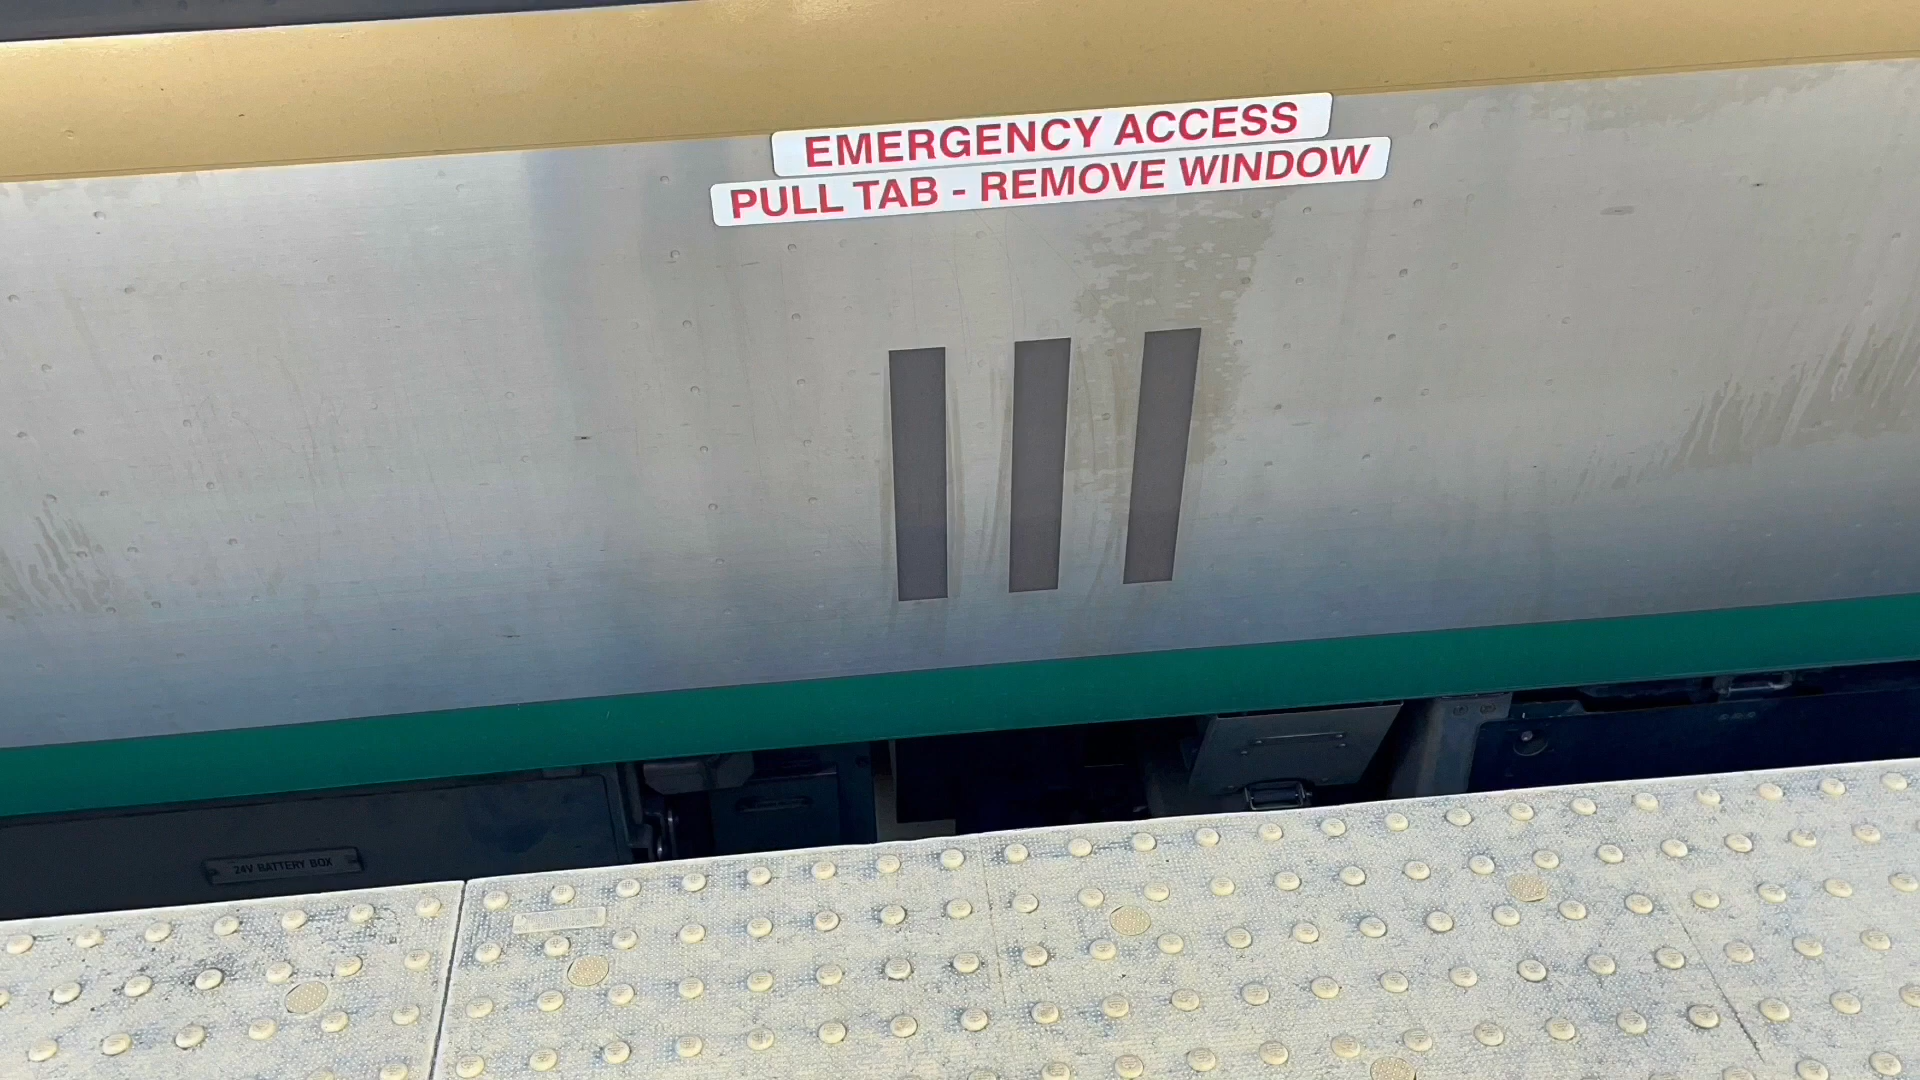 EMERGENCY ACCESS
PULL TAB - REMOVE WINDOW
24V BATTERY BOX